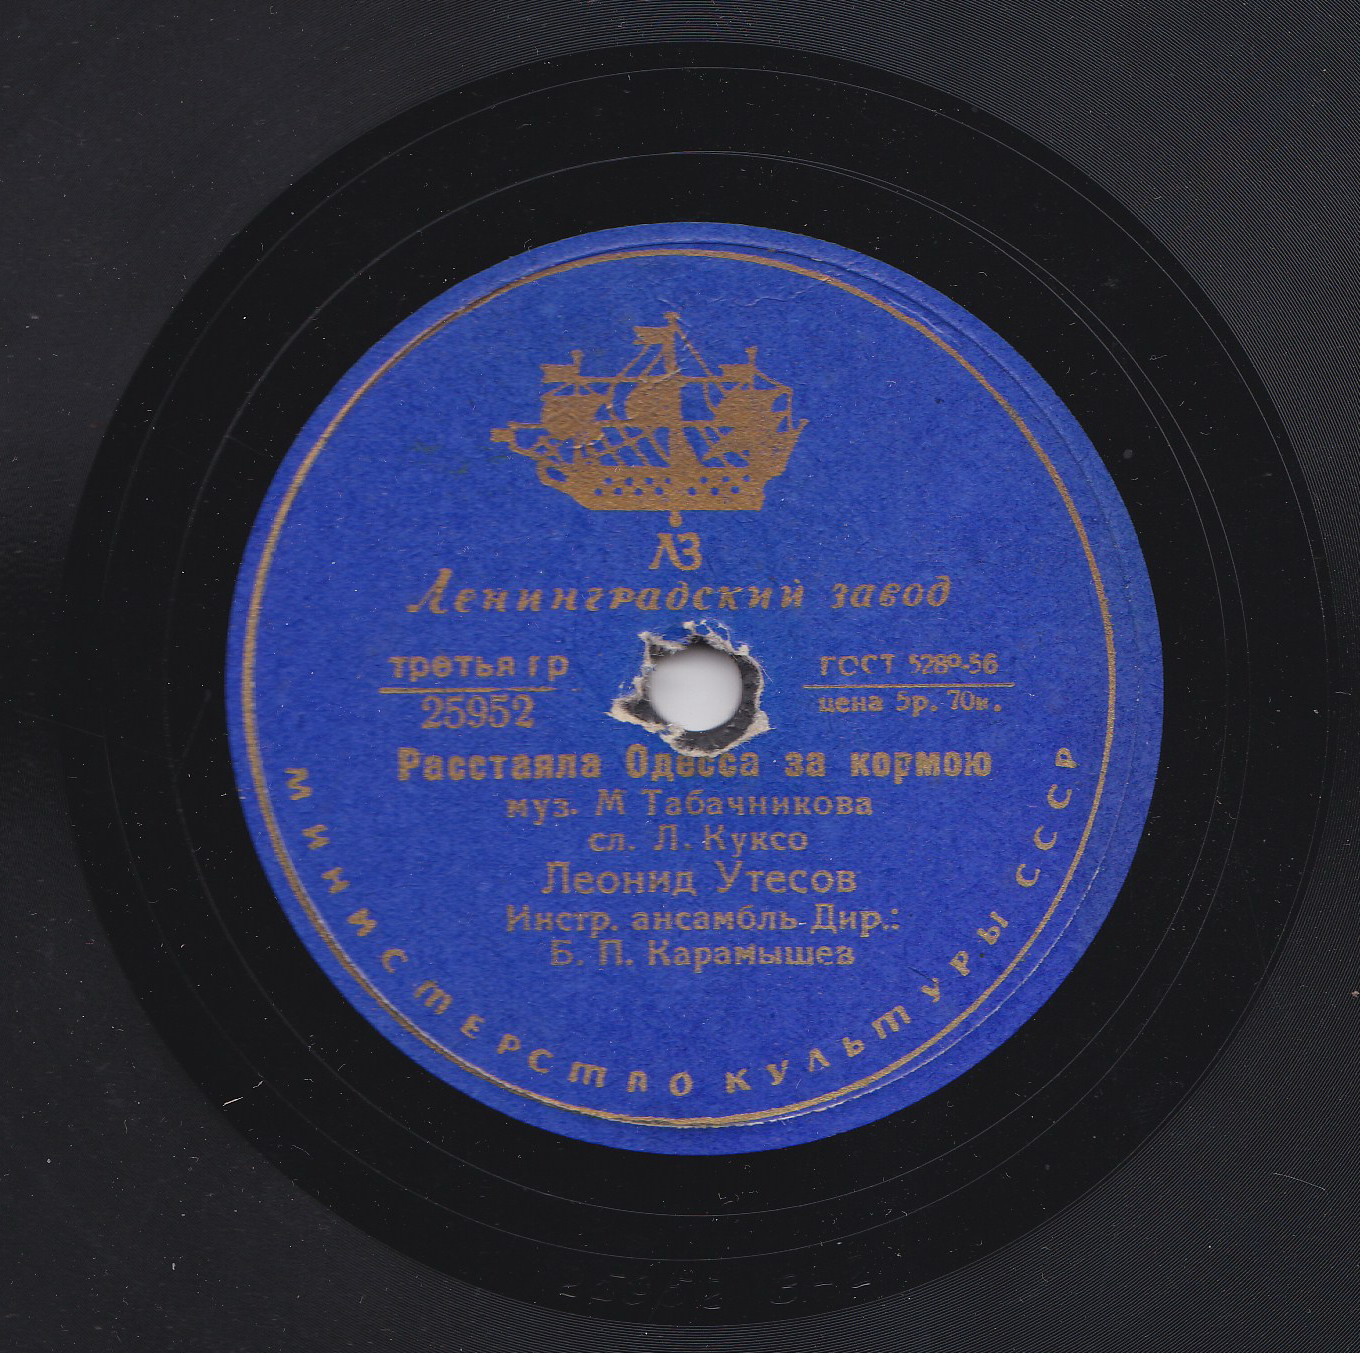 ЛЗ
Ленинградский завод
третья гр
25952
ГОСТ 5289-56
цена 5р. 70к.
Расстаяла Одесса за кормою
муз. М Табачникова
сл. Л. Куксо
Леонид Утесов
Инстр. ансамбль Дир.:
Б. П. Карамышев
МИНИСТЕРСТВО КУЛЬТУРЫ СССР